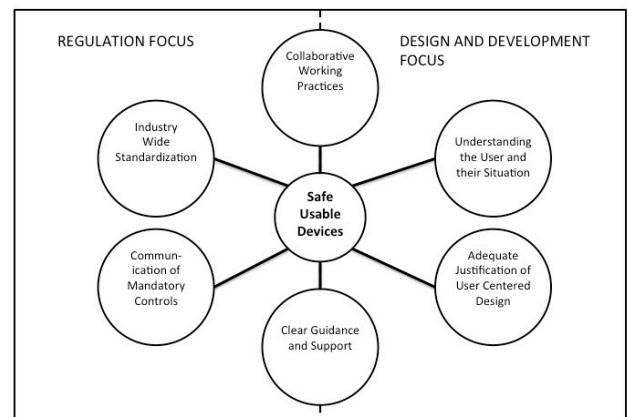 REGULATION FOCUS
DESIGN AND DEVELOPMENT
FOCUS
Collaborative
Working
Practices
Industry
Wide
Standardization
Understanding
the User and
their Situation
Safe
Usable
Devices
Commun-
ication of
Mandatory
Controls
Adequate
Justification of
User Centered
Design
Clear Guidance
and Support